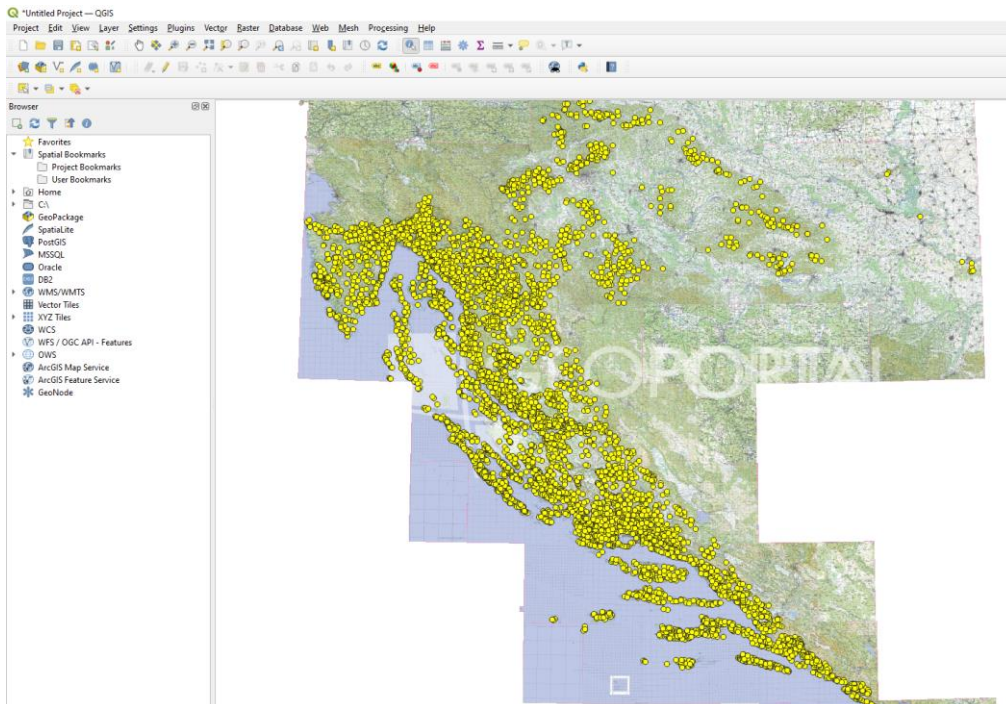 *Untitled Project — QGIS
Project Edit View Layer Settings Plugins Vector Raster Database Web Mesh Processing Help
Browser
Favorites
Spatial Bookmarks
Project Bookmarks
User Bookmarks
Home
C:\
GeoPackage
SpatiaLite
PostGIS
MSSQL
Oracle
DB2
WMS/WMTS
Vector Tiles
XYZ Tiles
WCS
WFS / OGC API - Features
OWS
ArcGIS Map Service
ArcGIS Feature Service
GeoNode
GEOPORTAL